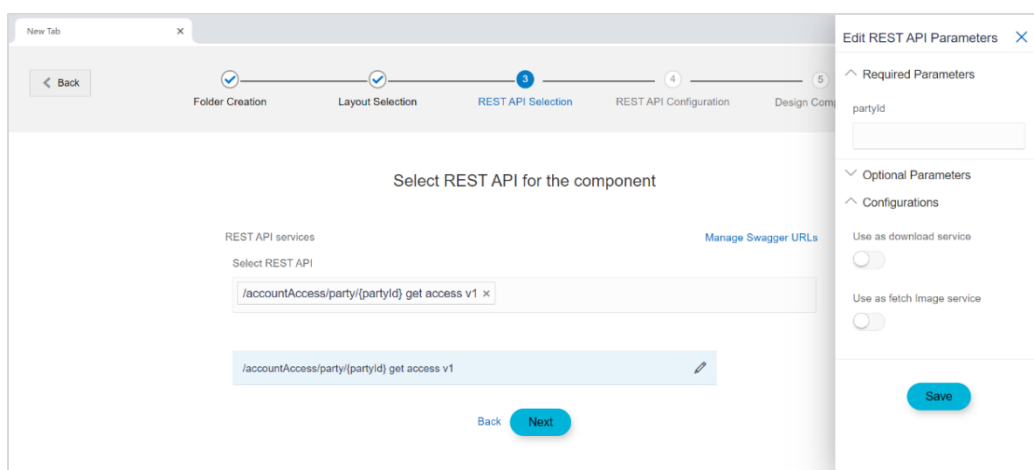 New Tab ×
Back
3 4 5
Folder Creation Layout Selection REST API Selection REST API Configuration Design Com
Select REST API for the component
REST API services Manage Swagger URLs
Select REST API
/accountAccess/party/{partyId} get access v1 ×
/accountAccess/party/{partyId} get access v1
Back Next
Edit REST API Parameters ×
Required Parameters
partyId
Optional Parameters
Configurations
Use as download service
Use as fetch Image service
Save